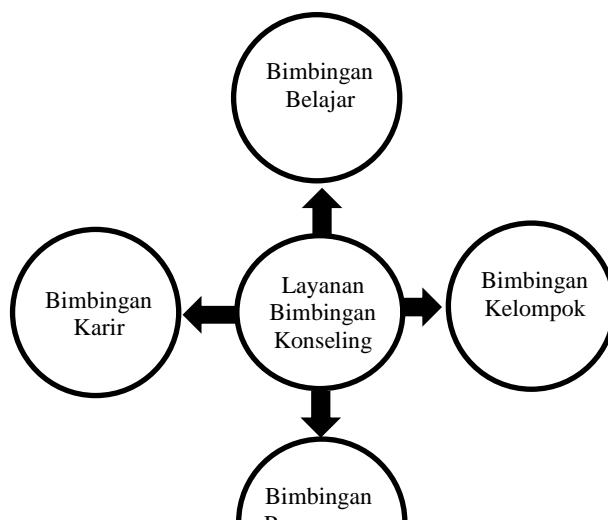 Bimbingan
Belajar
Bimbingan
Karir
Layanan
Bimbingan
Konseling
Bimbingan
Kelompok
Bimbingan